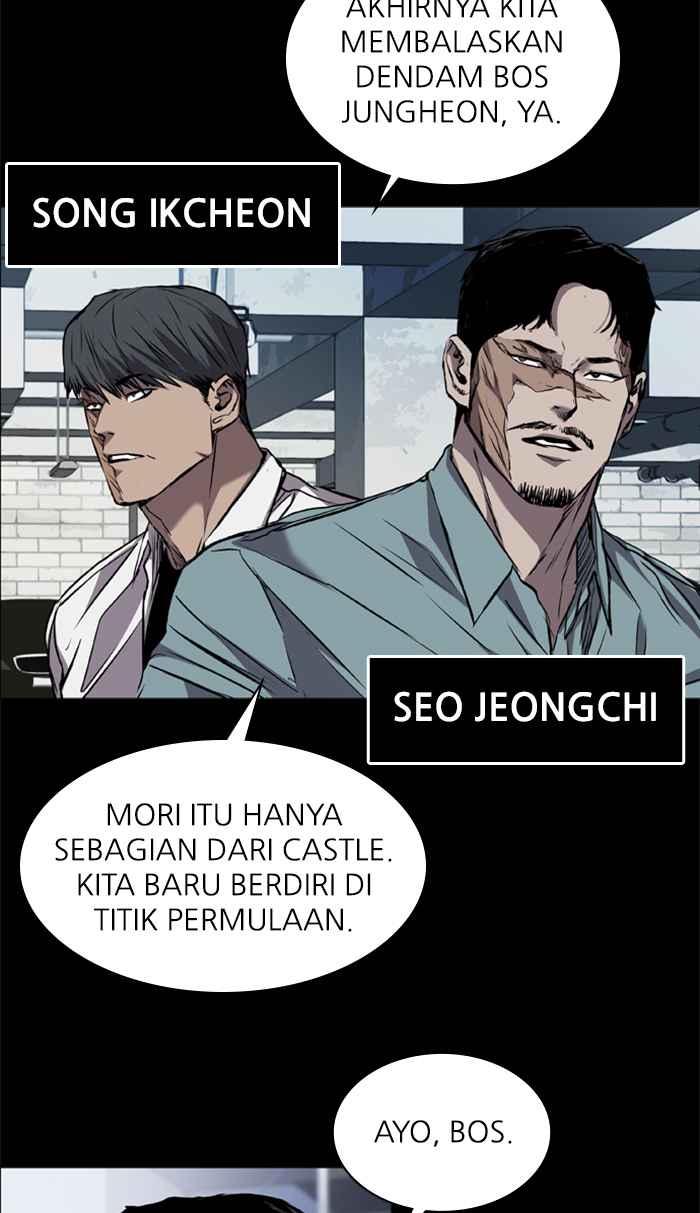 AKHIRNYA KITA
MEMBALASKAN
DENDAM BOS
JUNGHEON, YA.
SONG IKCHEON
SEO JEONGCHI
MORI ITU HANYA
SEBAGIAN DARI CASTLE.
KITA BARU BERDIRI DI
TITIK PERMULAAN.
AYO, BOS.